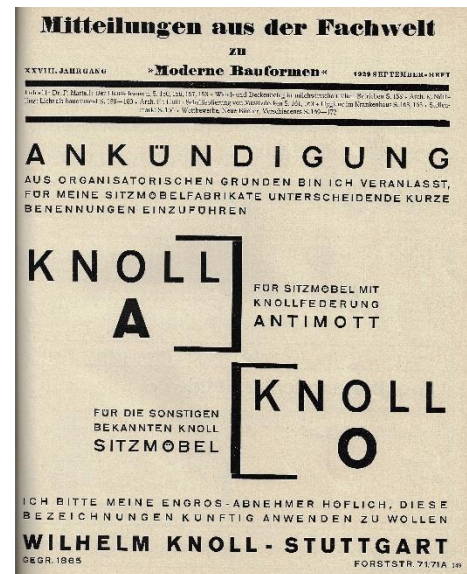 Mitteilungen aus der Fachwelt
zu
XXVIII. JAHRGANG »Moderne Bauformen« 1929 SEPTEMBER-HEFT
ANKÜNDIGUNG
AUS ORGANISATORISCHEN GRÜNDEN BIN ICH VERANLASST,
FÜR MEINE SITZMÖBELFABRIKATE UNTERSCHEIDENDE KURZE
BENENNUNGEN EINZUFÜHREN
KNOLL
A
FÜR SITZMÖBEL MIT
KNOLLFEDERUNG
ANTIMOTT
FÜR DIE SONSTIGEN
BEKANNTEN KNOLL
SITZMÖBEL
KNOLL
O
ICH BITTE MEINE ENGROS-ABNEHMER HÖFLICH, DIESE
BEZEICHNUNGEN KÜNFTIG ANWENDEN ZU WOLLEN
WILHELM KNOLL - STUTTGART
GEGR. 1865 FORSTSTR. 71/71A 149